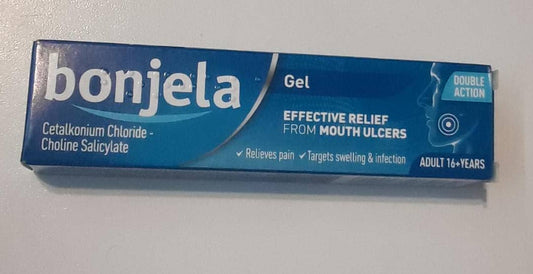 bonjela
Cetalkonium Chloride -
Choline Salicylate
Gel
EFFECTIVE RELIEF
FROM MOUTH ULCERS
✓ Relieves pain ✓ Targets swelling & infection
DOUBLE
ACTION
ADULT 16+YEARS